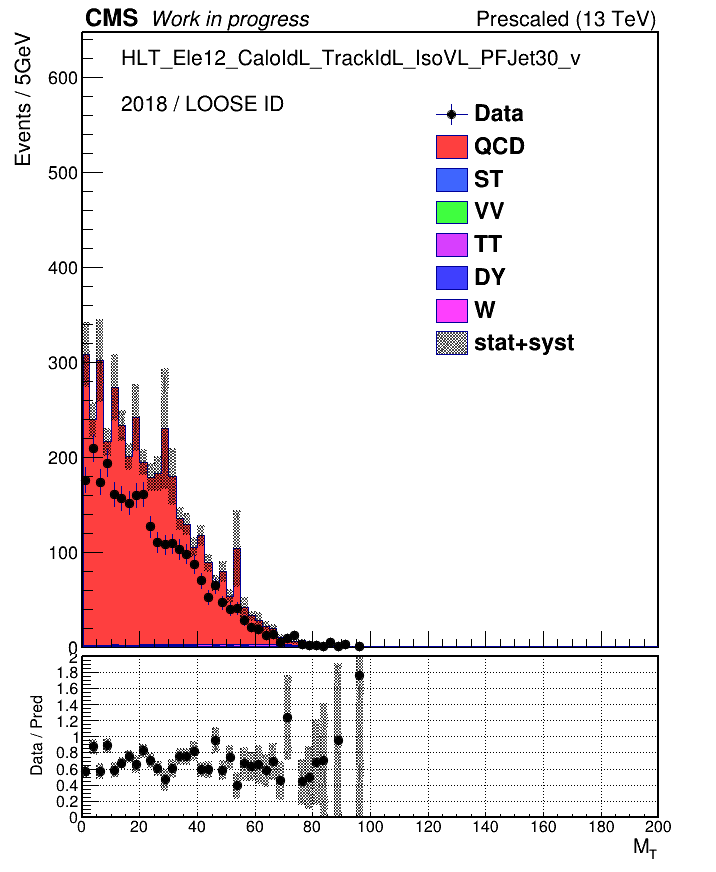 CMS Work in progress Prescaled (13 TeV)
Events / 5GeV
HLT_Ele12_CaloIdL_TrackIdL_IsoVL_PFJet30_v
2018 / LOOSE ID
Data
QCD
ST
VV
TT
DY
W
stat+syst
600
500
400
300
200
100
0
Data / Pred
2
1.8
1.6
1.4
1.2
1
0.8
0.6
0.4
0.2
0
0 20 40 60 80 100 120 140 160 180 200
M_T